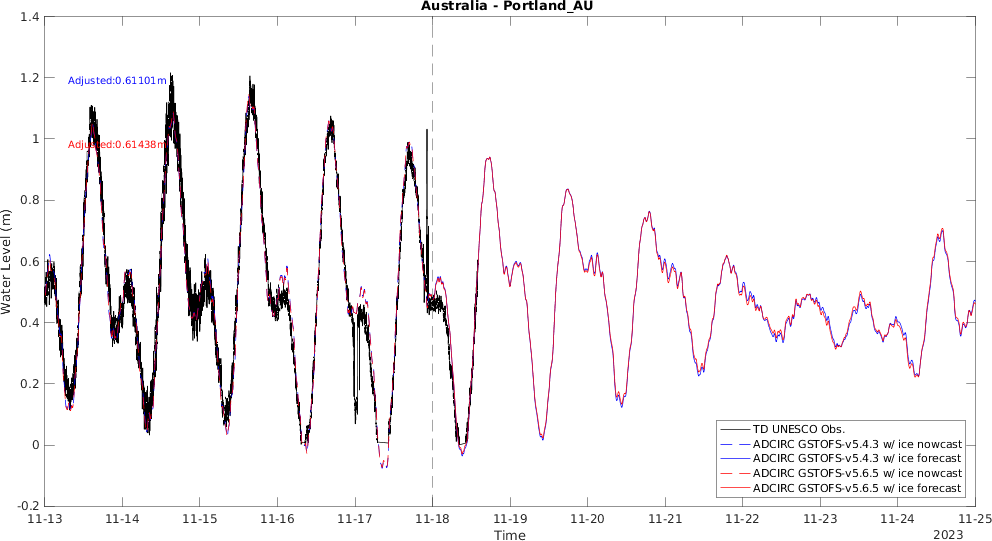 Australia - Portland_AU
1.4
1.2
1
0.8
0.6
0.4
0.2
0
-0.2
Water Level (m)
Adjusted:0.61101m
Adjusted:0.61438m
TD UNESCO Obs.
ADCIRC GSTOFS-v5.4.3 w/ ice nowcast
ADCIRC GSTOFS-v5.4.3 w/ ice forecast
ADCIRC GSTOFS-v5.6.5 w/ ice nowcast
ADCIRC GSTOFS-v5.6.5 w/ ice forecast
11-13 11-14 11-15 11-16 11-17 11-18 11-19 11-20 11-21 11-22 11-23 11-24 11-25
Time
2023